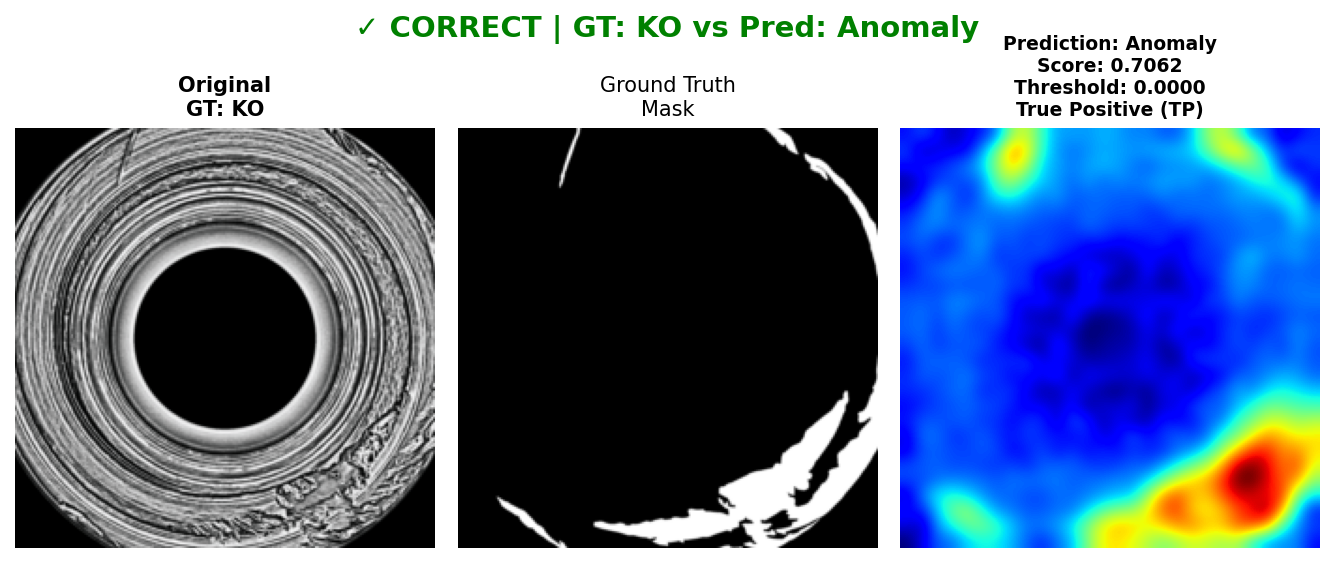 ✓ CORRECT | GT: KO vs Pred: Anomaly
Original
GT: KO
Ground Truth
Mask
Prediction: Anomaly
Score: 0.7062
Threshold: 0.0000
True Positive (TP)